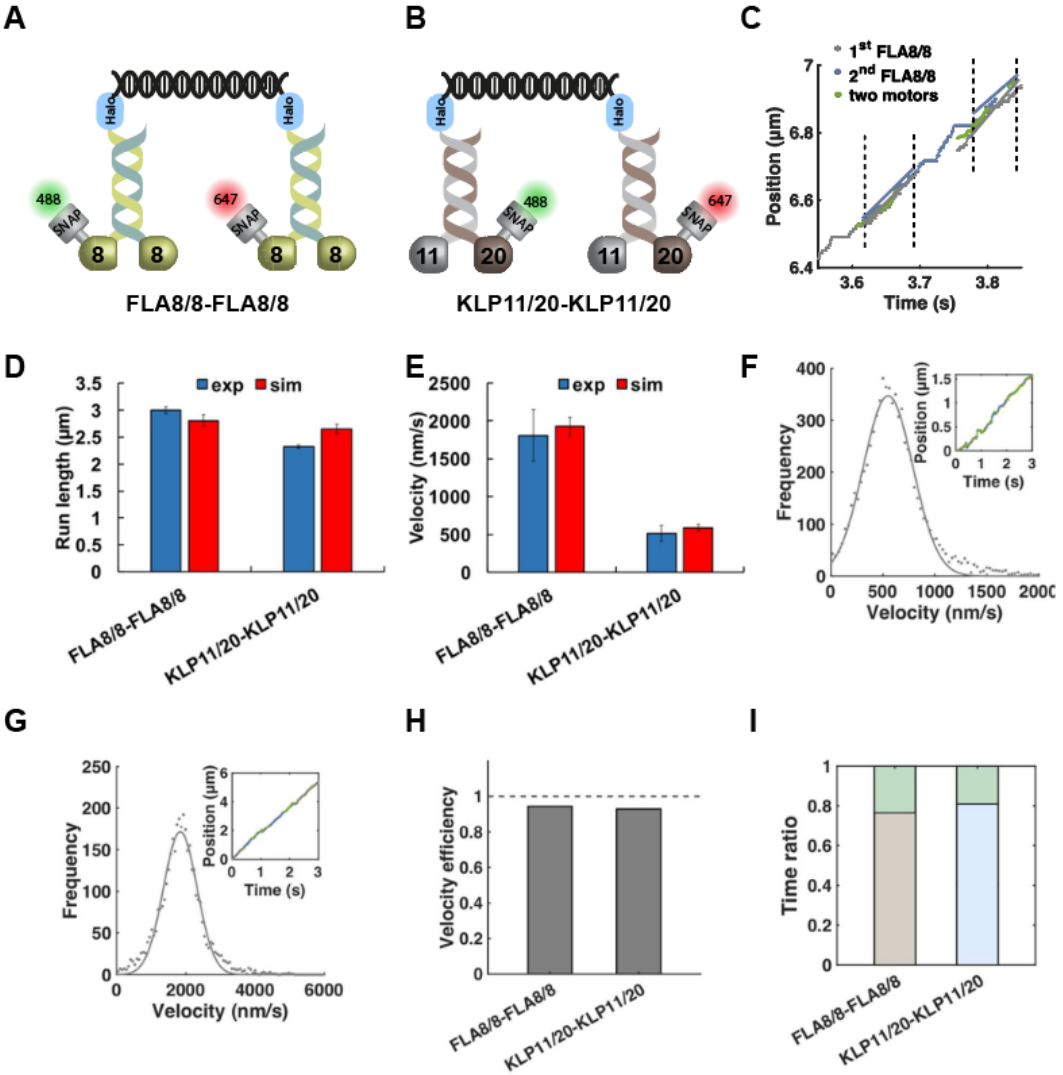 A
Halo
Halo
488
SNAP
647
SNAP
8
8
8
8
FLA8/8-FLA8/8
B
Halo
Halo
488
SNAP
647
SNAP
11
20
11
20
KLP11/20-KLP11/20
C
1st FLA8/8
2nd FLA8/8
two motors
7
6.8
6.6
6.4
Position (µm)
3.6
3.7
3.8
Time (s)
D
exp
sim
3.5
3
2.5
2
1.5
1
0.5
0
Run length (µm)
FLA8/8-FLA8/8
KLP11/20-KLP11/20
E
exp
sim
2500
2000
1500
1000
500
0
Velocity (nm/s)
FLA8/8-FLA8/8
KLP11/20-KLP11/20
F
400
300
200
100
0
Frequency
0
500
1000
1500
2000
Velocity (nm/s)
1.5
1
0.5
0
Position (µm)
0
1
2
3
Time (s)
G
250
200
150
100
50
0
Frequency
0
2000
4000
6000
Velocity (nm/s)
6
4
2
0
Position (µm)
0
1
2
3
Time (s)
H
1
0.8
0.6
0.4
0.2
0
Velocity efficiency
FLA8/8-FLA8/8
KLP11/20-KLP11/20
I
1
0.8
0.6
0.4
0.2
0
Time ratio
FLA8/8-FLA8/8
KLP11/20-KLP11/20